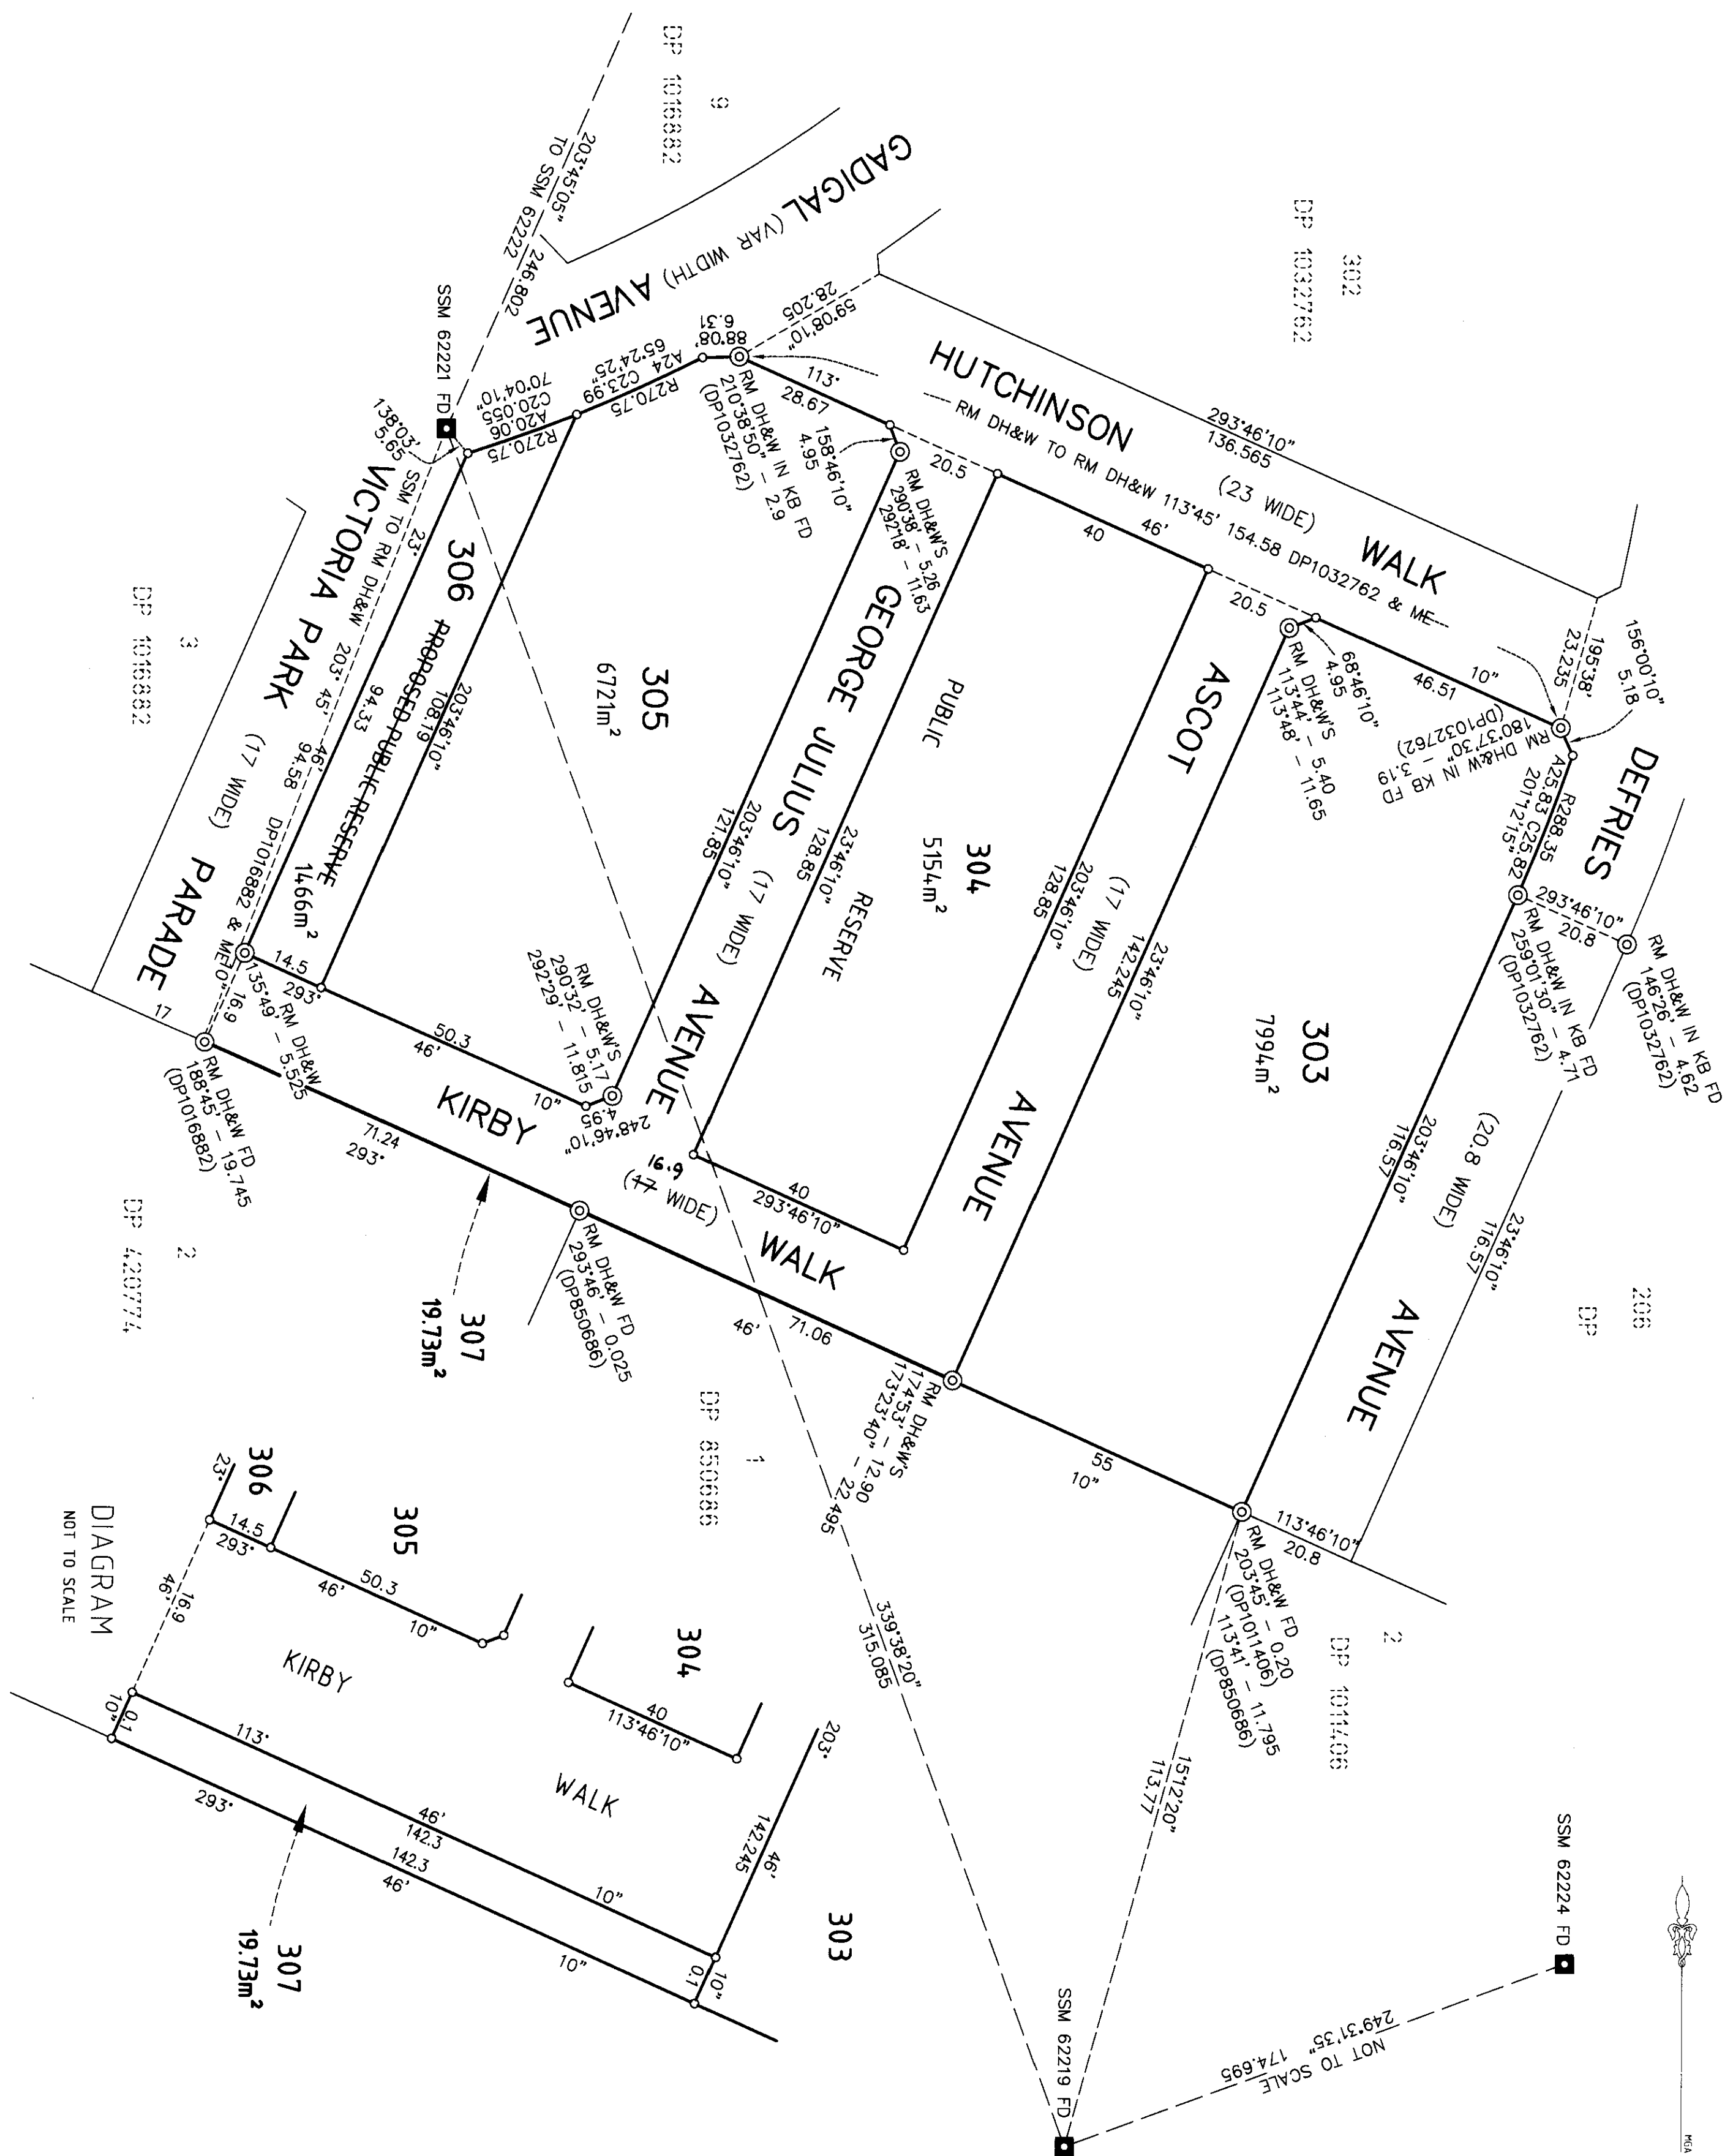 9
DP 1016882
302
DP 1032762
GADIGAL (VAR WIDTH) AVENUE
203°45'05" 246.802
TO SSM 62222
SSM 62221 FD
138°03'
5.65
R270.75
A20.06
C20.055
70°04'10"
R270.75
A24 C23.99
65°24'25"
88°08'
6.31
59°08'10"
28.205
RM DH&W IN KB FD
210°38'50" – 2.9
(DP1032762)
HUTCHINSON WALK
(23 WIDE)
293°46'10"
136.565
RM DH&W TO RM DH&W 113°45' 154.58 DP1032762 & ME
113° 46' 10"
28.67
158°46'10"
4.95
20.5
40
20.5
46.51
RM DH&W'S
290°38' – 5.26
292°18' – 11.63
68°46'10"
4.95
RM DH&W'S
113°44' – 5.40
113°48' – 11.65
195°38'
23.235
156°00'10"
5.18
RM DH&W IN KB FD
180°37'30" – 3.19
(DP1032762)
R288.35
A25.83 C25.82
201°12'15"
293°46'10"
20.8
RM DH&W IN KB FD
259°01'30" – 4.71
(DP1032762)
RM DH&W IN KB FD
146°26' – 4.62
(DP1032762)
DEFRIES AVENUE
(20.8 WIDE)
203°46'10"
116.57
23°46'10"
116.57
206
DP
303
7994m²
ASCOT AVENUE
(17 WIDE)
23°46'10"
142.245
203°46'10"
128.85
304
5154m²
PUBLIC RESERVE
23°46'10"
128.85
GEORGE JULIUS AVENUE
(17 WIDE)
203°46'10"
121.85
305
6721m²
203°46'10"
108.19
306
PROPOSED PUBLIC RESERVE
1466m²
23° 46' 10"
94.33
SSM TO RM DH&W 203° 45' 94.58 DP1016882 & ME
VICTORIA PARK PARADE
(17 WIDE)
3
DP 1016882
17
16.9
14.5
293° 46' 10"
50.3
RM DH&W
135°49' – 5.525
RM DH&W FD
188°45' – 19.745
(DP1016882)
RM DH&W'S
290°32' – 5.17
292°29' – 11.815
248°46'10"
4.95
KIRBY WALK
16.9
(17 WIDE)
40
293°46'10"
71.24
293° 46' 10"
71.06
55
307
19.73m²
RM DH&W FD
293°46' – 0.025
(DP850686)
RM DH&W'S
174°53' – 12.90
173°23'40" – 22.495
113°46'10"
20.8
RM DH&W FD
203°45' – 0.20
(DP1011406)
113°41' – 11.795
(DP850686)
2
DP 420774
1
DP 850686
2
DP 1011406
339°38'20"
315.085
15°12'20"
113.77
SSM 62219 FD
SSM 62224 FD
249°31'35" 174.695
NOT TO SCALE
MGA
306
305
304
303
23°
14.5
293° 46' 10"
50.3
40
113°46'10"
203° 46' 10"
142.245
16.9
46'
10"
0.1
KIRBY WALK
113° 46' 10"
142.3
142.3
293° 46' 10"
0.1
307
19.73m²
DIAGRAM
NOT TO SCALE